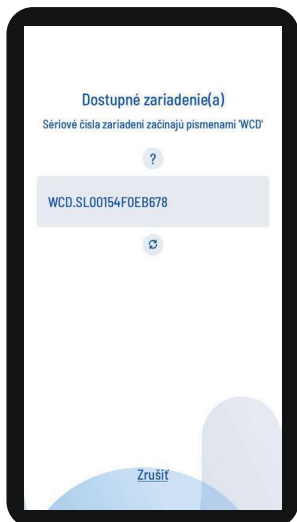 Dostupné zariadenie(a)
Sériové čísla zariadení začínajú písmenami 'WCD'
?
WCD.SL00154F0EB678
Zrušiť